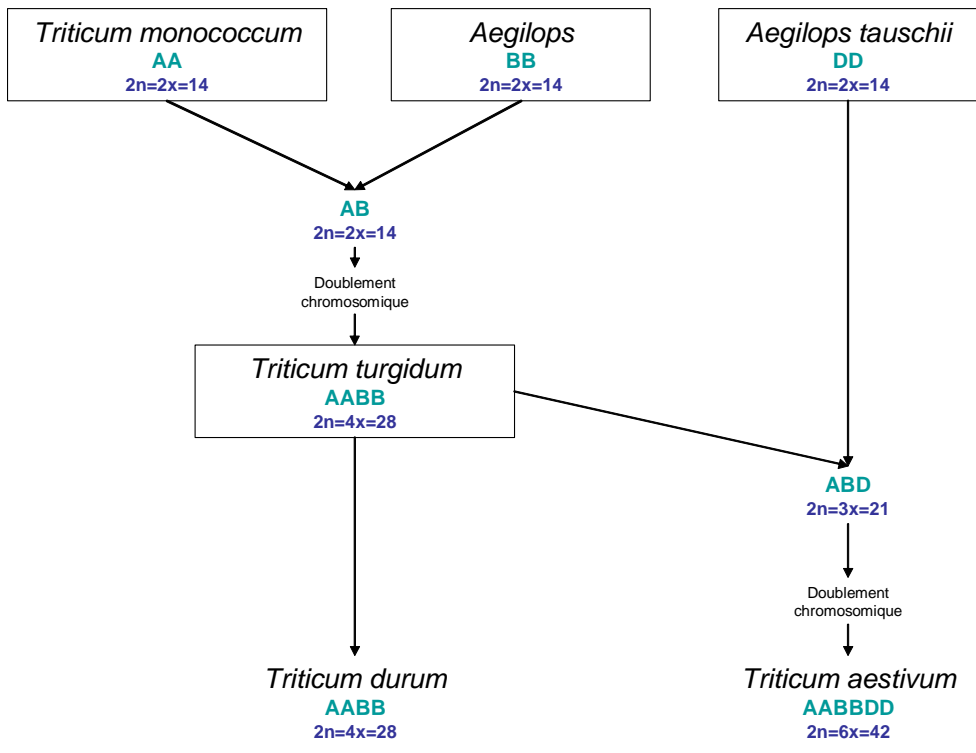 Triticum monococcum
AA
2n=2x=14
Aegilops
BB
2n=2x=14
Aegilops tauschii
DD
2n=2x=14
AB
2n=2x=14
Doublement
chromosomique
Triticum turgidum
AABB
2n=4x=28
ABD
2n=3x=21
Doublement
chromosomique
Triticum durum
AABB
2n=4x=28
Triticum aestivum
AABBDD
2n=6x=42